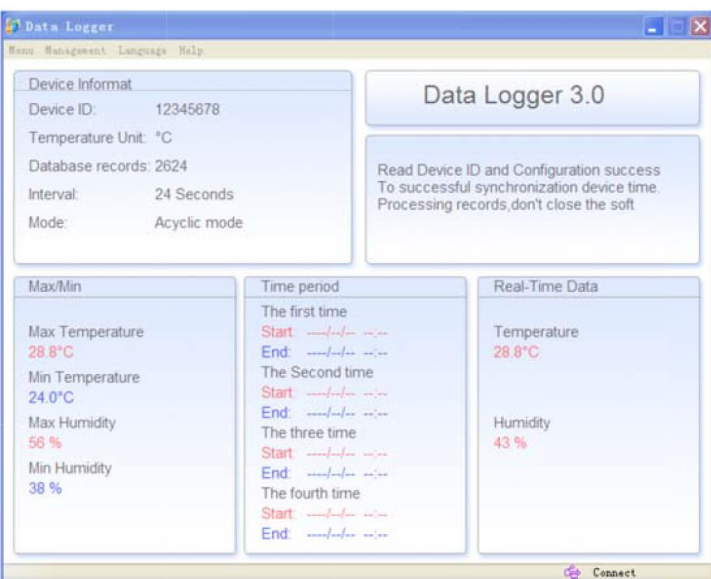 Data Logger
Menu Management Language Help
Device Informat
Device ID: 12345678
Temperature Unit: °C
Database records: 2624
Interval: 24 Seconds
Mode: Acyclic mode
Data Logger 3.0
Read Device ID and Configuration success
To successful synchronization device time.
Processing records,don't close the soft
Max/Min
Max Temperature
28.8°C
Min Temperature
24.0°C
Max Humidity
56 %
Min Humidity
38 %
Time period
The first time
Start: ----/--/-- --:--
End: ----/--/-- --:--
The Second time
Start: ----/--/-- --:--
End: ----/--/-- --:--
The three time
Start: ----/--/-- --:--
End: ----/--/-- --:--
The fourth time
Start: ----/--/-- --:--
End: ----/--/-- --:--
Real-Time Data
Temperature
28.8°C
Humidity
43 %
Connect